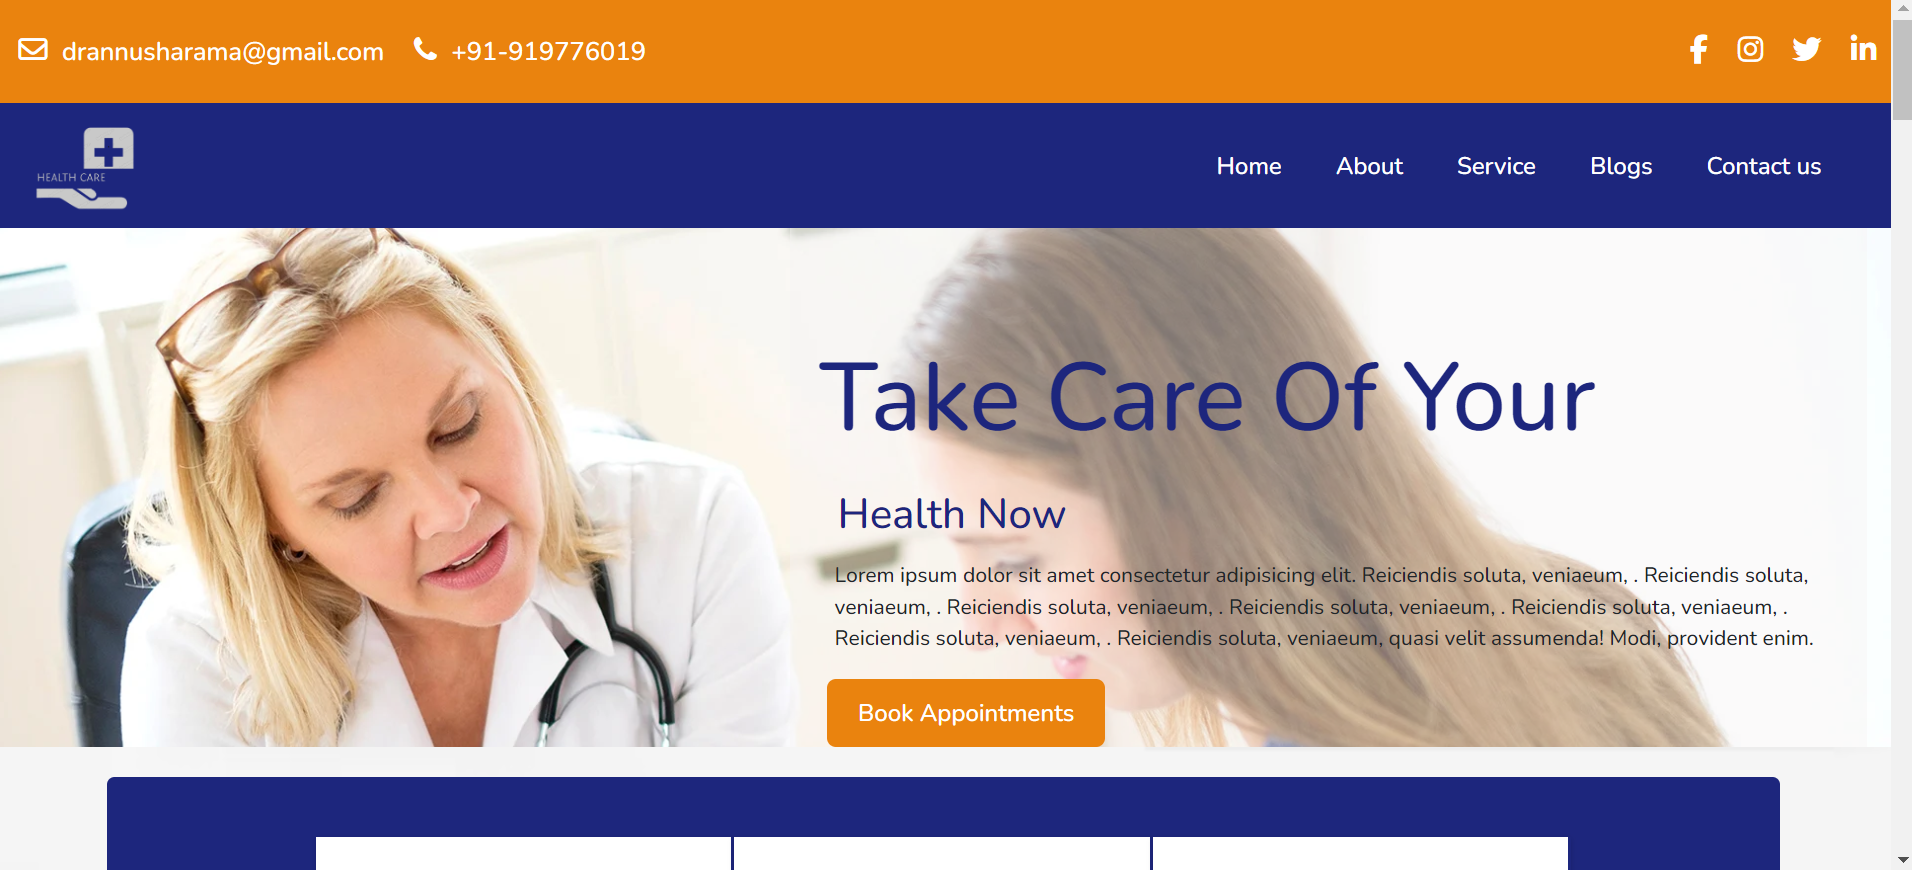 drannusharama@gmail.com +91-919776019
HEALTH CARE
Home About Service Blogs Contact us
Take Care Of Your
Health Now
Lorem ipsum dolor sit amet consectetur adipisicing elit. Reiciendis soluta, veniaeum, . Reiciendis soluta,
veniaeum, . Reiciendis soluta, veniaeum, . Reiciendis soluta, veniaeum, . Reiciendis soluta, veniaeum, .
Reiciendis soluta, veniaeum, . Reiciendis soluta, veniaeum, quasi velit assumenda! Modi, provident enim.
Book Appointments